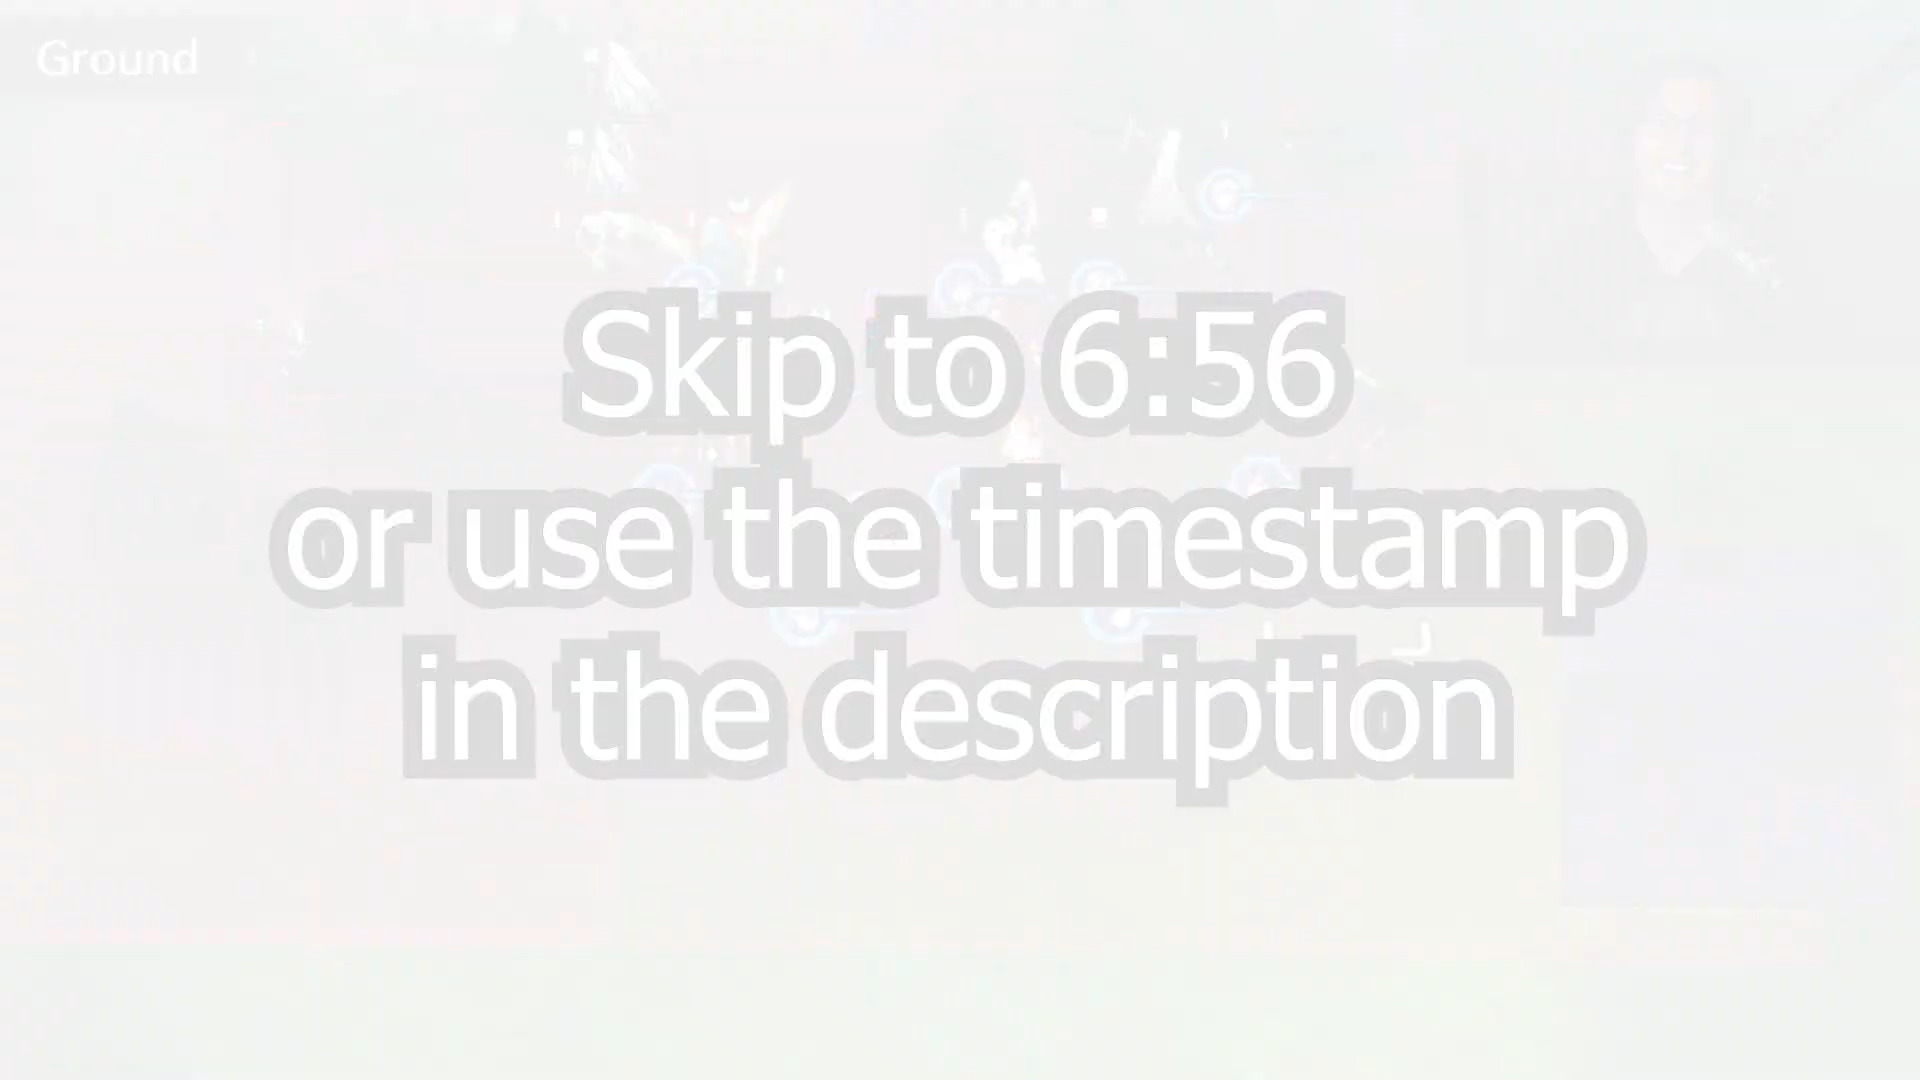 Ground
Skip to 6:56
or use the timestamp
in the description